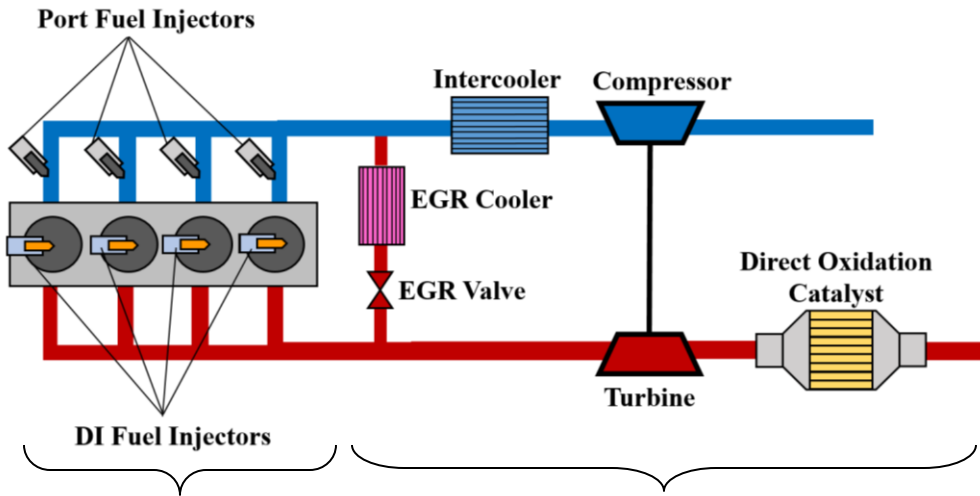 Port Fuel Injectors
Intercooler
Compressor
EGR Cooler
EGR Valve
Direct Oxidation
Catalyst
Turbine
DI Fuel Injectors